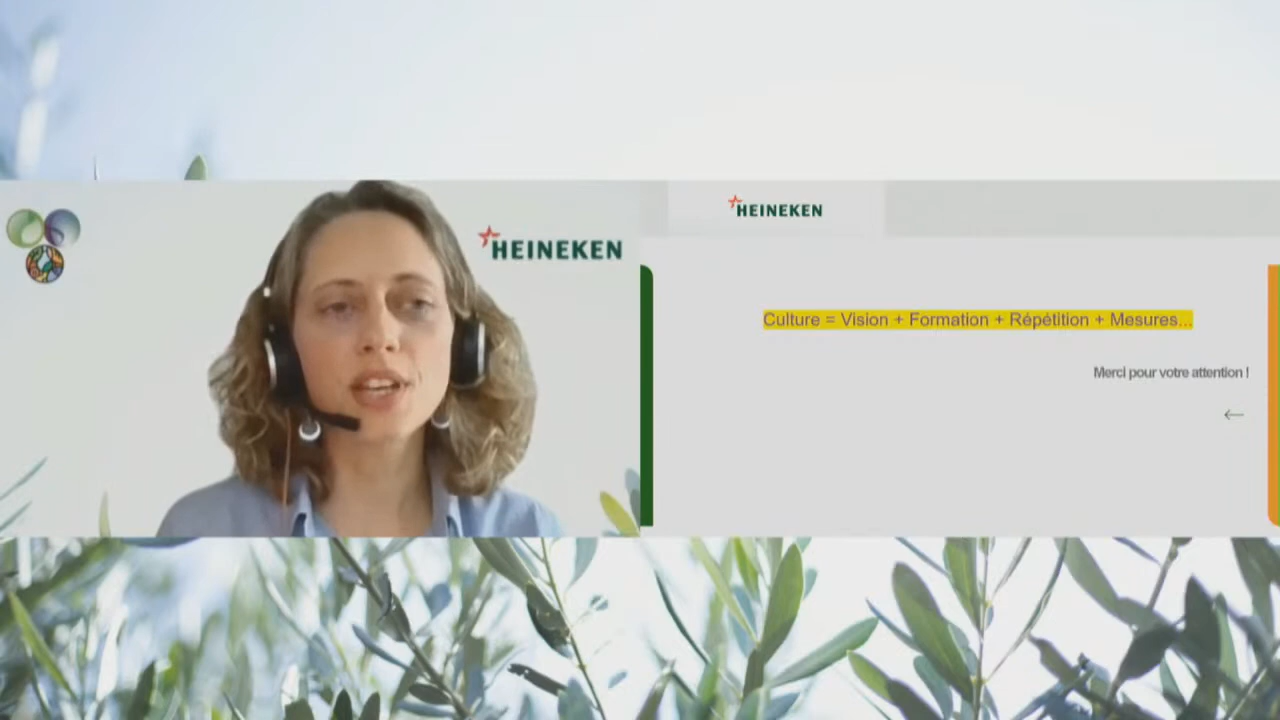 HEINEKEN
HEINEKEN
Culture = Vision + Formation + Répétition + Mesures...
Merci pour votre attention !